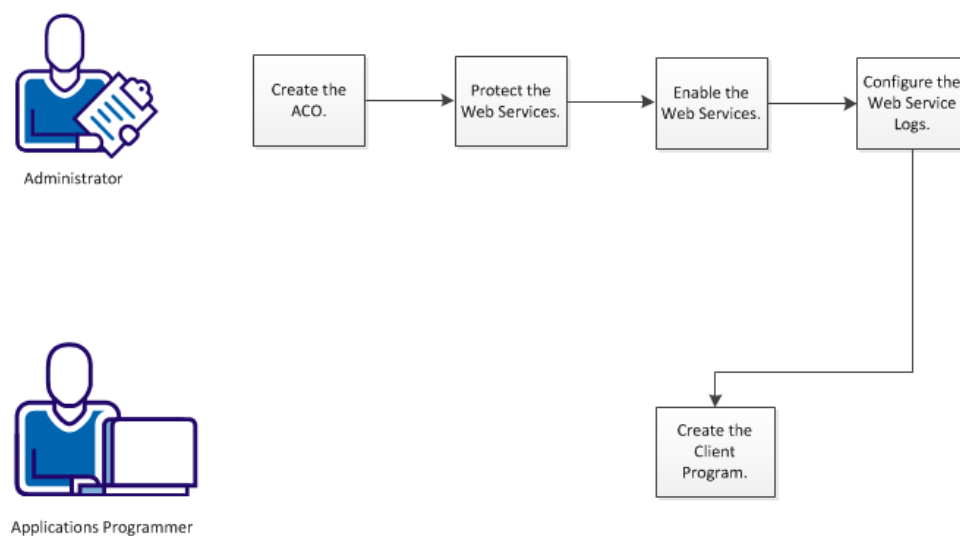 Create the
ACO.
Protect the
Web Services.
Enable the
Web Services.
Configure the
Web Service
Logs.
Administrator
Create the
Client
Program.
Applications Programmer